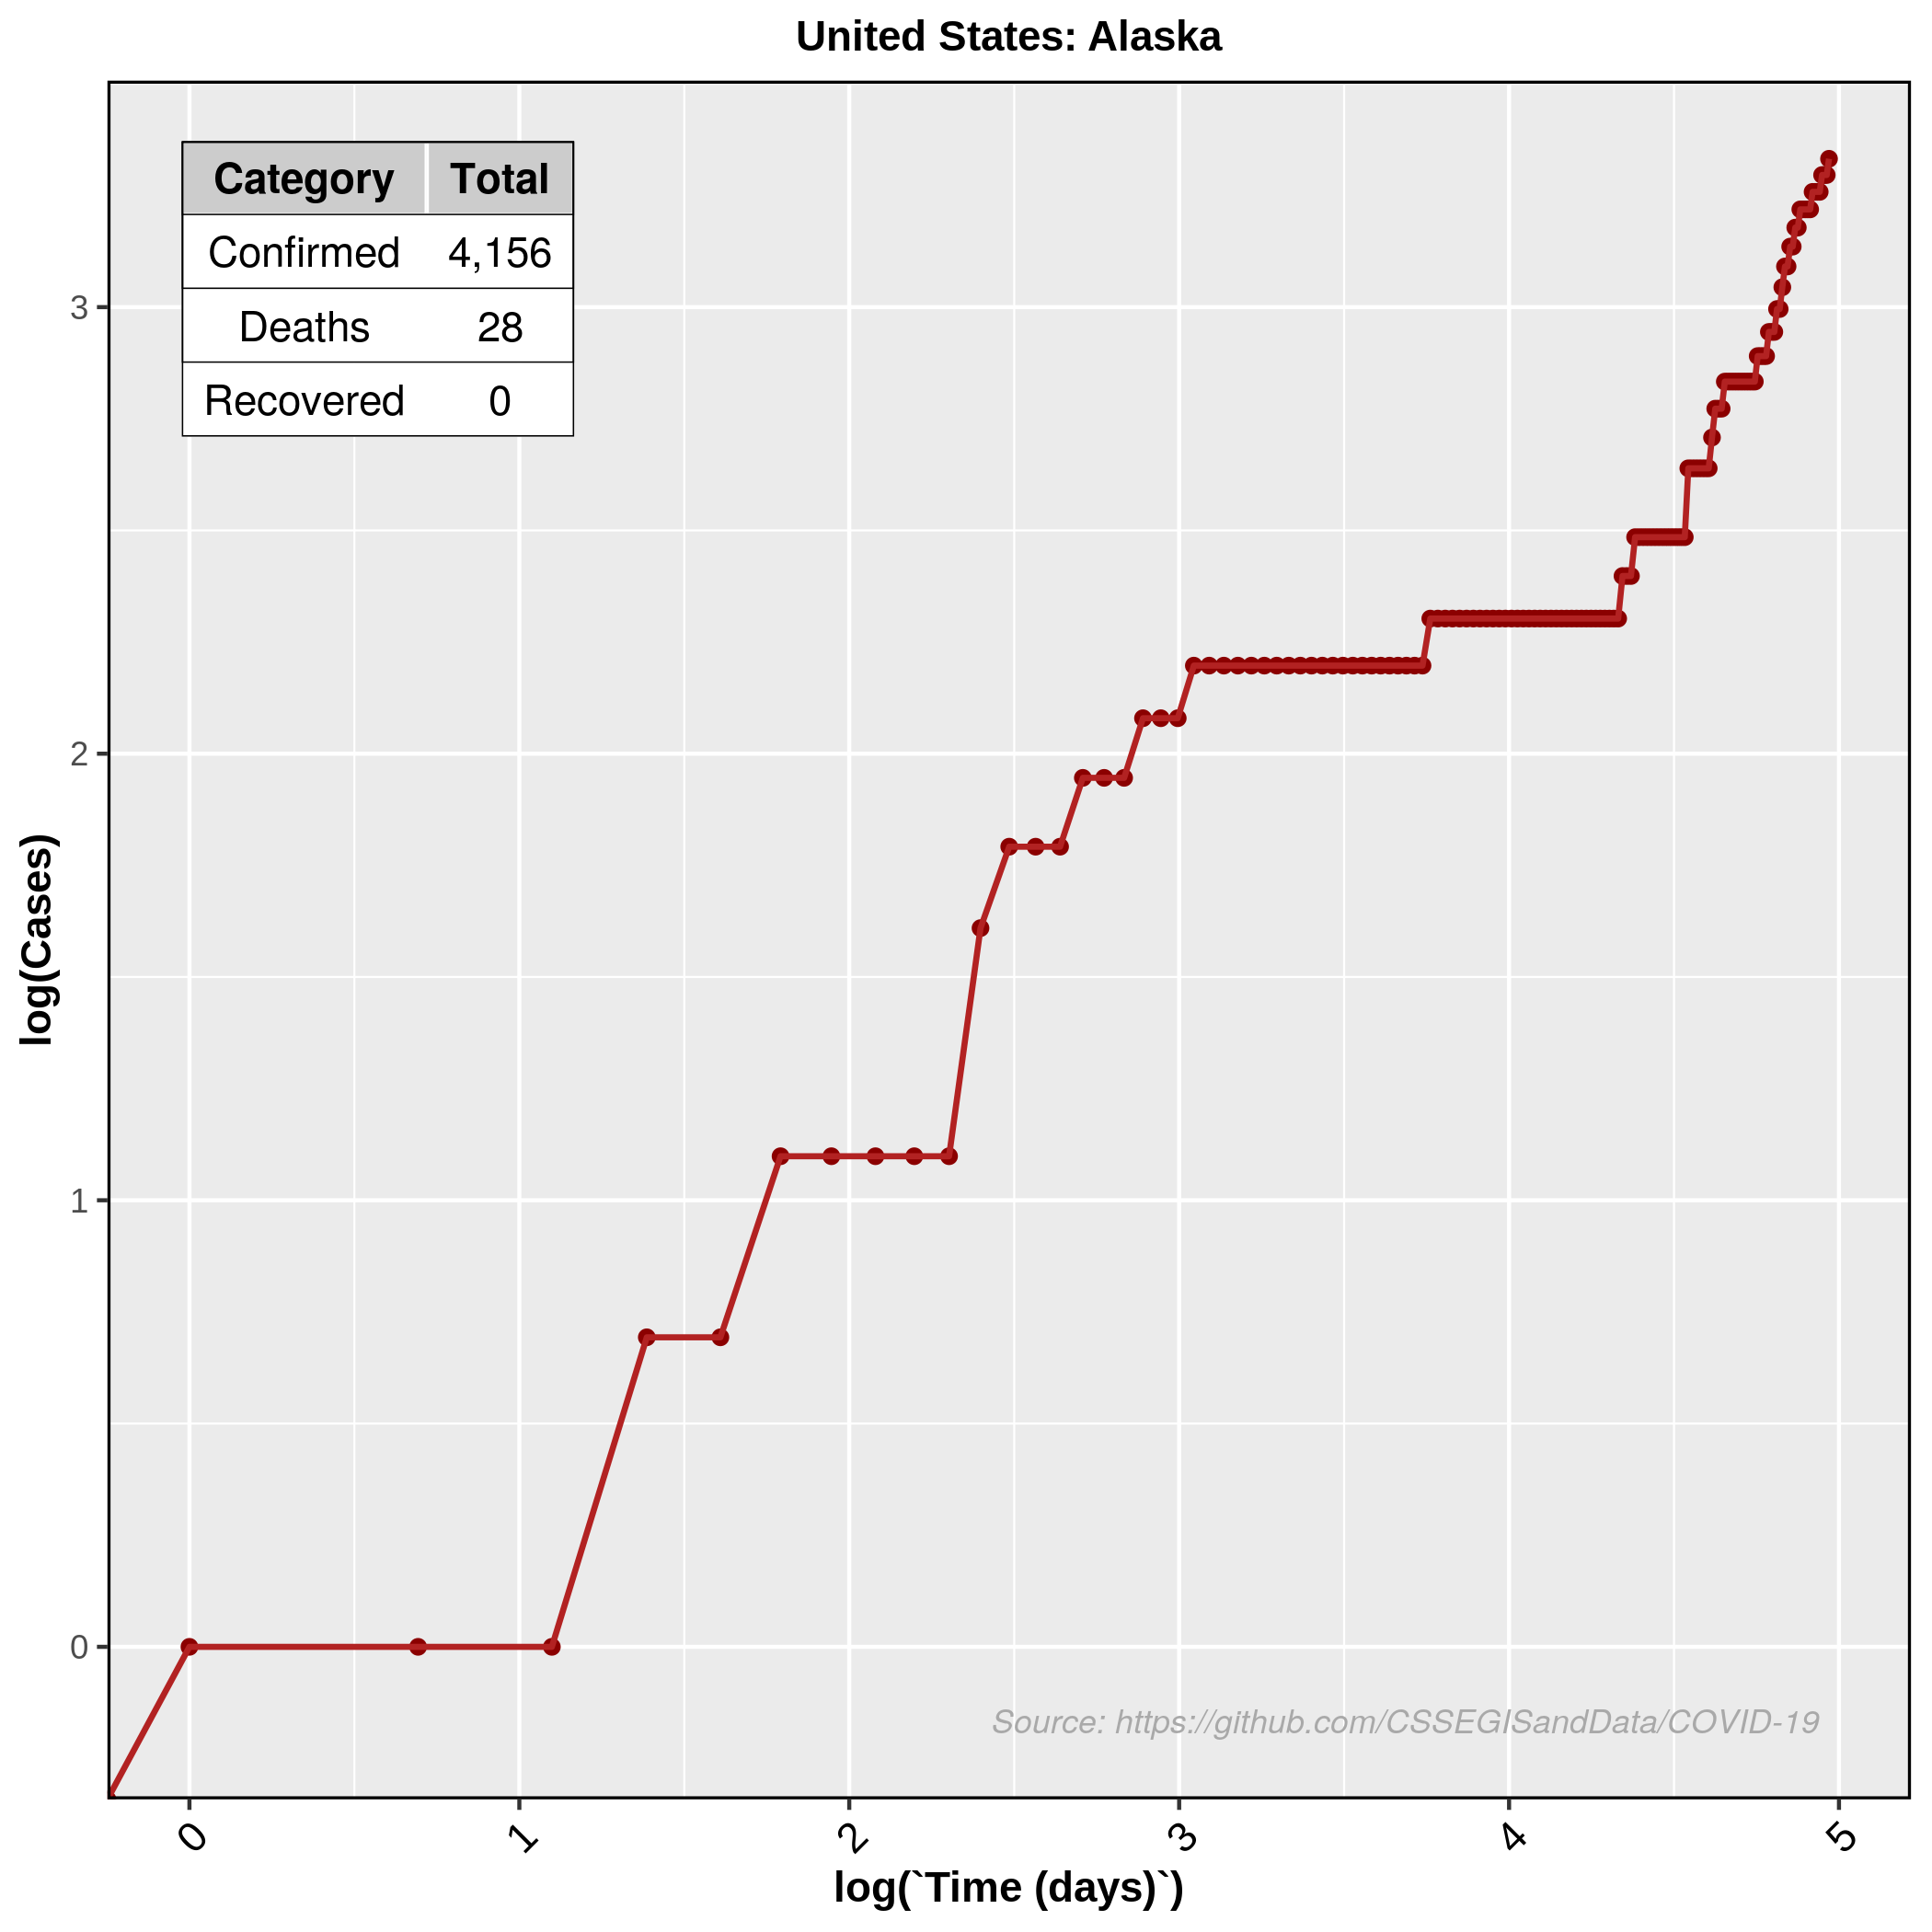 United States: Alaska
Category Total
Confirmed 4,156
Deaths 28
Recovered 0
3
2
1
0
log(Cases)
Source: https://github.com/CSSEGISandData/COVID-19
0 1 2 3 4 5
log(`Time (days)`)